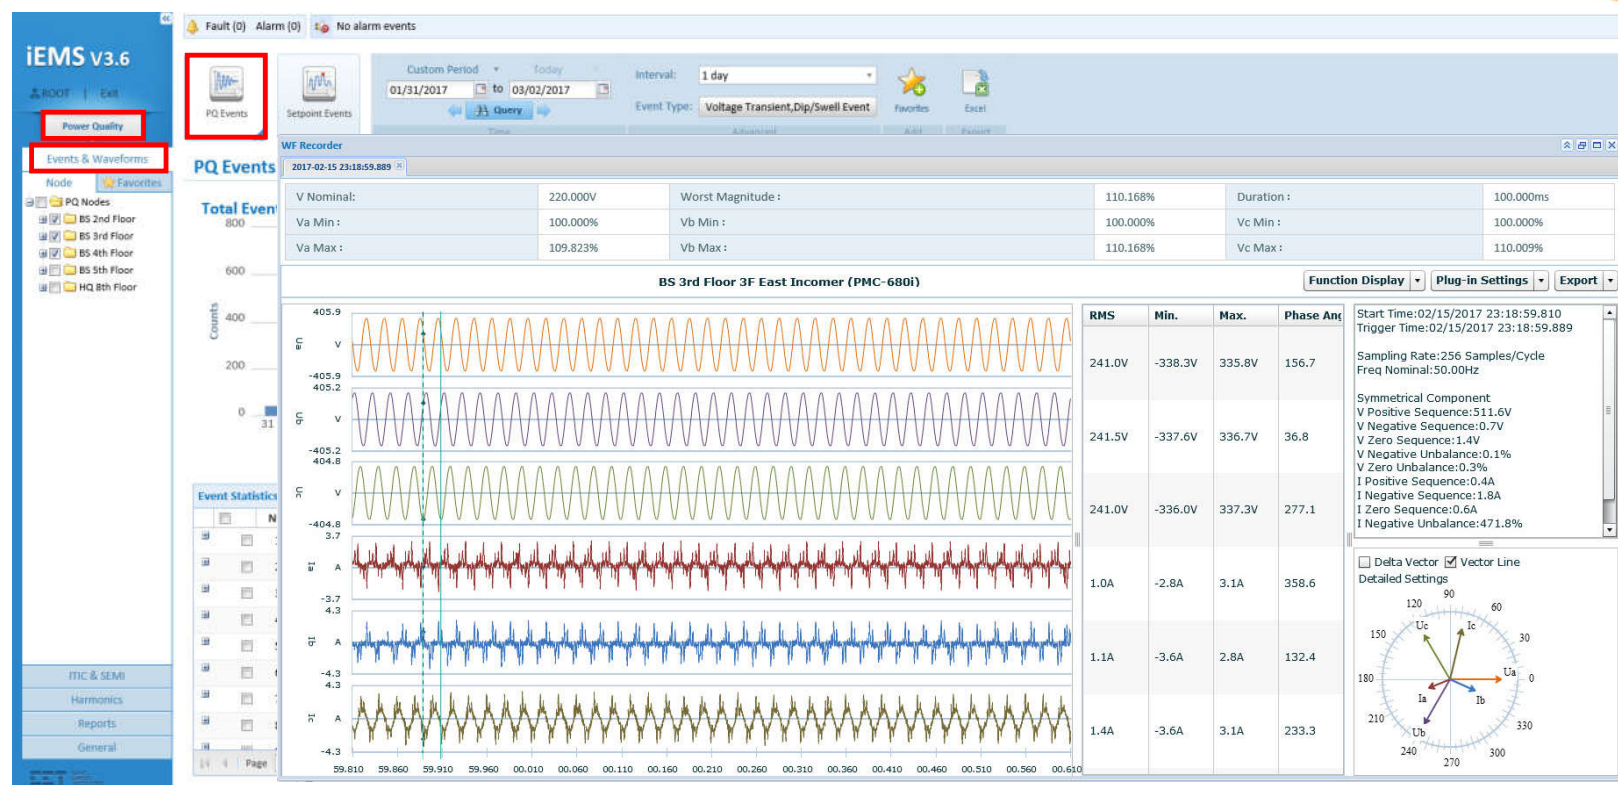 Fault (0) Alarm (0) No alarm events
iEMS V3.6
ROOT | Exit
Power Quality
Events & Waveforms
Node Favorites
PQ Nodes
BS 2nd Floor
BS 3rd Floor
BS 4th Floor
BS 5th Floor
HQ 8th Floor
ITIC & SEMI
Harmonics
Reports
General
PQ Events
Setpoint Events
Custom Period Today
01/31/2017 to 03/02/2017
Query
Time
Interval: 1 day
Event Type: Voltage Transient,Dip/Swell Event
Advanced
Favorites
Add
Excel
Export
PQ Events
Total Even
800
600
400
200
0
Counts
31
Event Statistics
N
Page
WF Recorder
2017-02-15 23:18:59.889
V Nominal: 220.000V Worst Magnitude : 110.168% Duration : 100.000ms
Va Min : 100.000% Vb Min : 100.000% Vc Min : 100.000%
Va Max : 109.823% Vb Max : 110.168% Vc Max : 110.009%
BS 3rd Floor 3F East Incomer (PMC-680i)
Function Display Plug-in Settings Export
405.9
Ua V
-405.9
405.2
Ub V
-405.2
404.8
Uc V
-404.8
3.7
Ia A
-3.7
4.3
Ib A
-4.3
4.3
Ic A
-4.3
59.810 59.860 59.910 59.960 00.010 00.060 00.110 00.160 00.210 00.260 00.310 00.360 00.410 00.460 00.510 00.560 00.610
RMS Min. Max. Phase Ang
241.0V -338.3V 335.8V 156.7
241.5V -337.6V 336.7V 36.8
241.0V -336.0V 337.3V 277.1
1.0A -2.8A 3.1A 358.6
1.1A -3.6A 2.8A 132.4
1.4A -3.6A 3.1A 233.3
Start Time:02/15/2017 23:18:59.810
Trigger Time:02/15/2017 23:18:59.889
Sampling Rate:256 Samples/Cycle
Freq Nominal:50.00Hz
Symmetrical Component
V Positive Sequence:511.6V
V Negative Sequence:0.7V
V Zero Sequence:1.4V
V Negative Unbalance:0.1%
V Zero Unbalance:0.3%
I Positive Sequence:0.4A
I Negative Sequence:1.8A
I Zero Sequence:0.6A
I Negative Unbalance:471.8%
Delta Vector Vector Line
Detailed Settings
90
120 60
Uc Ic
150 30
Ua
180 0
Ia Ib
210 330
Ub
240 300
270